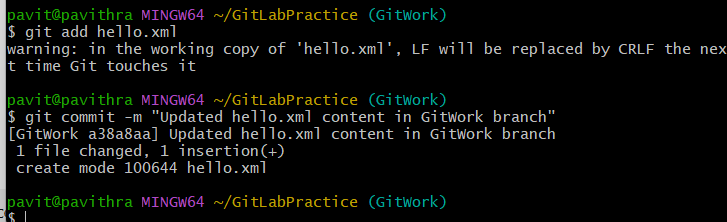 pavit@pavithra MINGW64 ~/GitLabPractice (GitWork)
$ git add hello.xml
warning: in the working copy of 'hello.xml', LF will be replaced by CRLF the nex
t time Git touches it
pavit@pavithra MINGW64 ~/GitLabPractice (GitWork)
$ git commit -m "Updated hello.xml content in GitWork branch"
[GitWork a38a8aa] Updated hello.xml content in GitWork branch
 1 file changed, 1 insertion(+)
 create mode 100644 hello.xml
pavit@pavithra MINGW64 ~/GitLabPractice (GitWork)
$